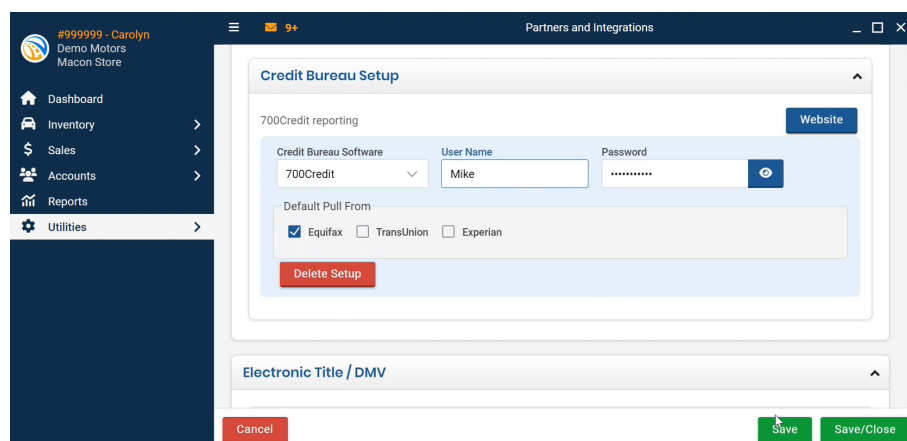 #999999 - Carolyn
Demo Motors
Macon Store
Dashboard
Inventory
Sales
Accounts
Reports
Utilities
9+
Partners and Integrations
Credit Bureau Setup
700Credit reporting
Website
Credit Bureau Software
User Name
Password
700Credit
Mike
•••••••••••
Default Pull From
Equifax
TransUnion
Experian
Delete Setup
Electronic Title / DMV
Cancel
Save
Save/Close